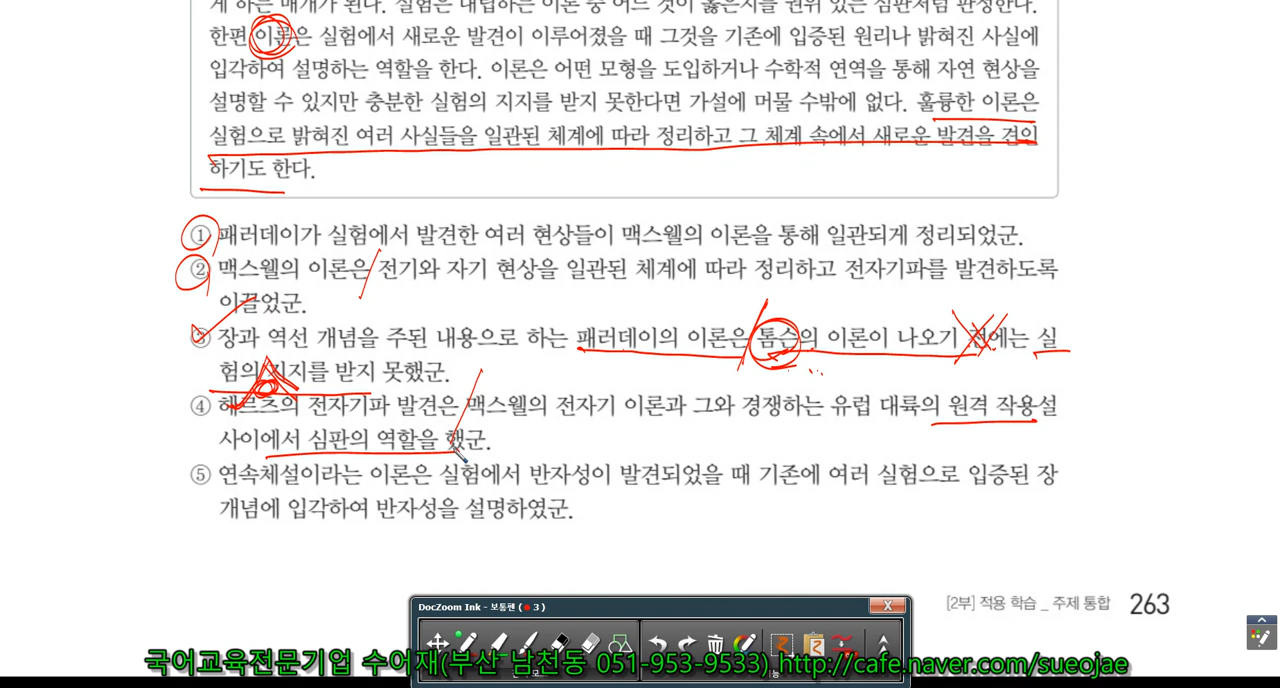 게 하는 매개가 된다. 실험은 대립하는 이론 중 어느 것이 옳은지를 권위 있는 심판처럼 판정한다.
한편 이론은 실험에서 새로운 발견이 이루어졌을 때 그것을 기존에 입증된 원리나 밝혀진 사실에
입각하여 설명하는 역할을 한다. 이론은 어떤 모형을 도입하거나 수학적 연역을 통해 자연 현상을
설명할 수 있지만 충분한 실험의 지지를 받지 못한다면 가설에 머물 수밖에 없다. 훌륭한 이론은
실험으로 밝혀진 여러 사실들을 일관된 체계에 따라 정리하고 그 체계 속에서 새로운 발견을 견인
하기도 한다.
① 패러데이가 실험에서 발견한 여러 현상들이 맥스웰의 이론을 통해 일관되게 정리되었군.
② 맥스웰의 이론은 전기와 자기 현상을 일관된 체계에 따라 정리하고 전자기파를 발견하도록
이끌었군.
③ 장과 역선 개념을 주된 내용으로 하는 패러데이의 이론은 톰슨의 이론이 나오기 전에는 실
험의 지지를 받지 못했군.
④ 헤르츠의 전자기파 발견은 맥스웰의 전자기 이론과 그와 경쟁하는 유럽 대륙의 원격 작용설
사이에서 심판의 역할을 했군.
⑤ 연속체설이라는 이론은 실험에서 반자성이 발견되었을 때 기존에 여러 실험으로 입증된 장
개념에 입각하여 반자성을 설명하였군.
[2부] 적용 학습 _ 주제 통합 263
DocZoom Ink - 보통펜 ( 3 )
국어교육전문기업 수어재(부산 남천동 051-953-9533) http://cafe.naver.com/sueojae